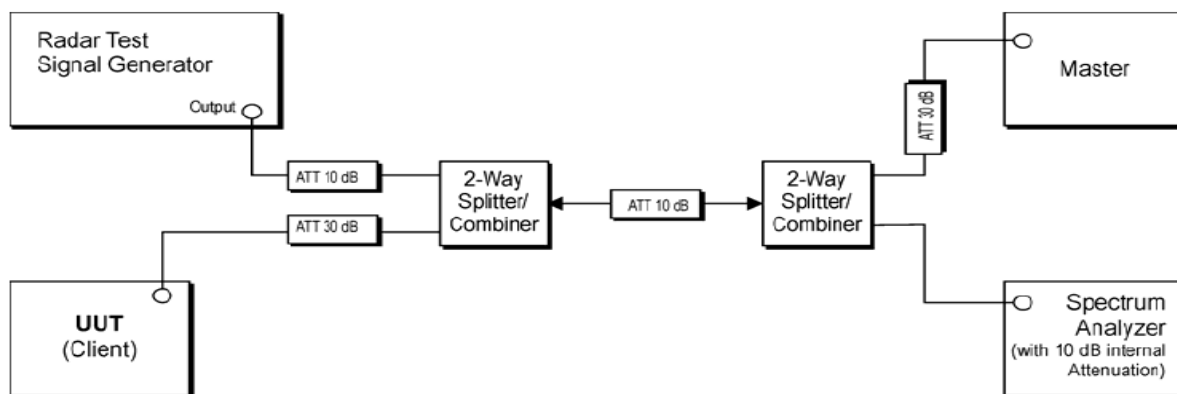 Radar Test
Signal Generator
Output
ATT 10 dB
2-Way
Splitter/
Combiner
ATT 30 dB
UUT
(Client)
ATT 10 dB
2-Way
Splitter/
Combiner
ATT 30 dB
Master
Spectrum
Analyzer
(with 10 dB internal
Attenuation)